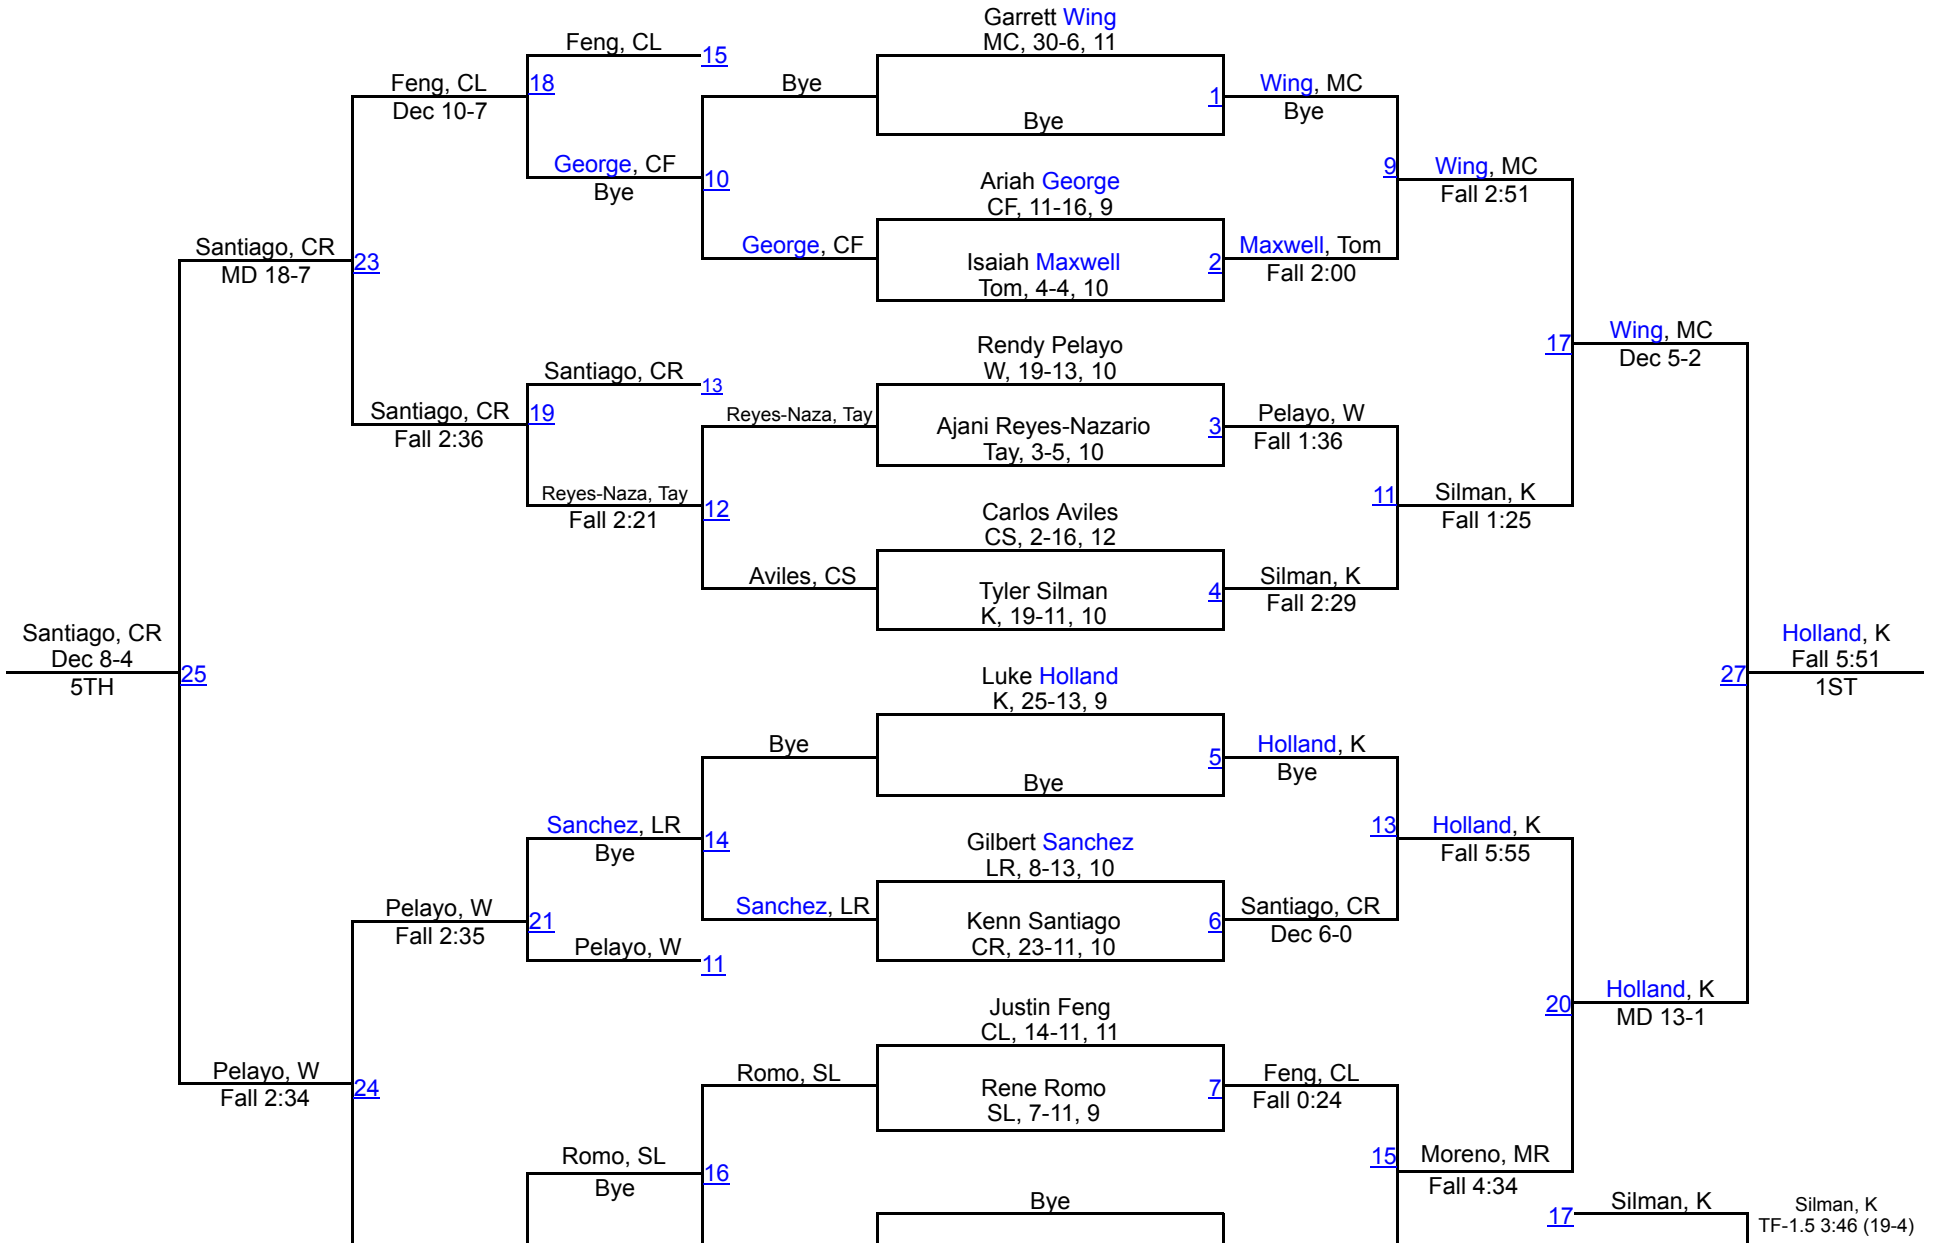 Garrett Wing
MC, 30-6, 11
Feng, CL
15
Feng, CL
18
Dec 10-7
Bye
1
Wing, MC
Bye
Bye
George, CF
Bye
10
9
Wing, MC
Fall 2:51
Ariah George
CF, 11-16, 9
Santiago, CR
MD 18-7
23
George, CF
Isaiah Maxwell
Tom, 4-4, 10
2
Maxwell, Tom
Fall 2:00
Rendy Pelayo
W, 19-13, 10
17
Wing, MC
Dec 5-2
Santiago, CR
13
Santiago, CR
Fall 2:36
19
Reyes-Naza, Tay
Ajani Reyes-Nazario
Tay, 3-5, 10
3
Pelayo, W
Fall 1:36
Reyes-Naza, Tay
Fall 2:21
12
11
Silman, K
Fall 1:25
Carlos Aviles
CS, 2-16, 12
Aviles, CS
Tyler Silman
K, 19-11, 10
4
Silman, K
Fall 2:29
Santiago, CR
Dec 8-4
5TH
25
Luke Holland
K, 25-13, 9
27
Holland, K
Fall 5:51
1ST
Bye
Bye
5
Holland, K
Bye
Sanchez, LR
Bye
14
13
Holland, K
Fall 5:55
Gilbert Sanchez
LR, 8-13, 10
Pelayo, W
Fall 2:35
21
Sanchez, LR
Kenn Santiago
CR, 23-11, 10
6
Santiago, CR
Dec 6-0
Pelayo, W
11
Justin Feng
CL, 14-11, 11
20
Holland, K
MD 13-1
Pelayo, W
Fall 2:34
24
Romo, SL
Rene Romo
SL, 7-11, 9
7
Feng, CL
Fall 0:24
Romo, SL
Bye
16
15
Moreno, MR
Fall 4:34
Bye
17
Silman, K
Silman, K
TF-1.5 3:46 (19-4)